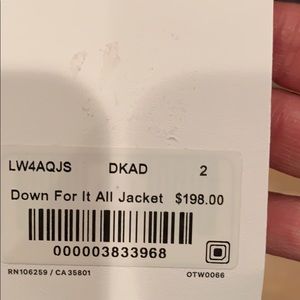 LW4AQJS DKAD 2
Down For It All Jacket $198.00
000003833968
RN106259 / CA35801 OTW0066